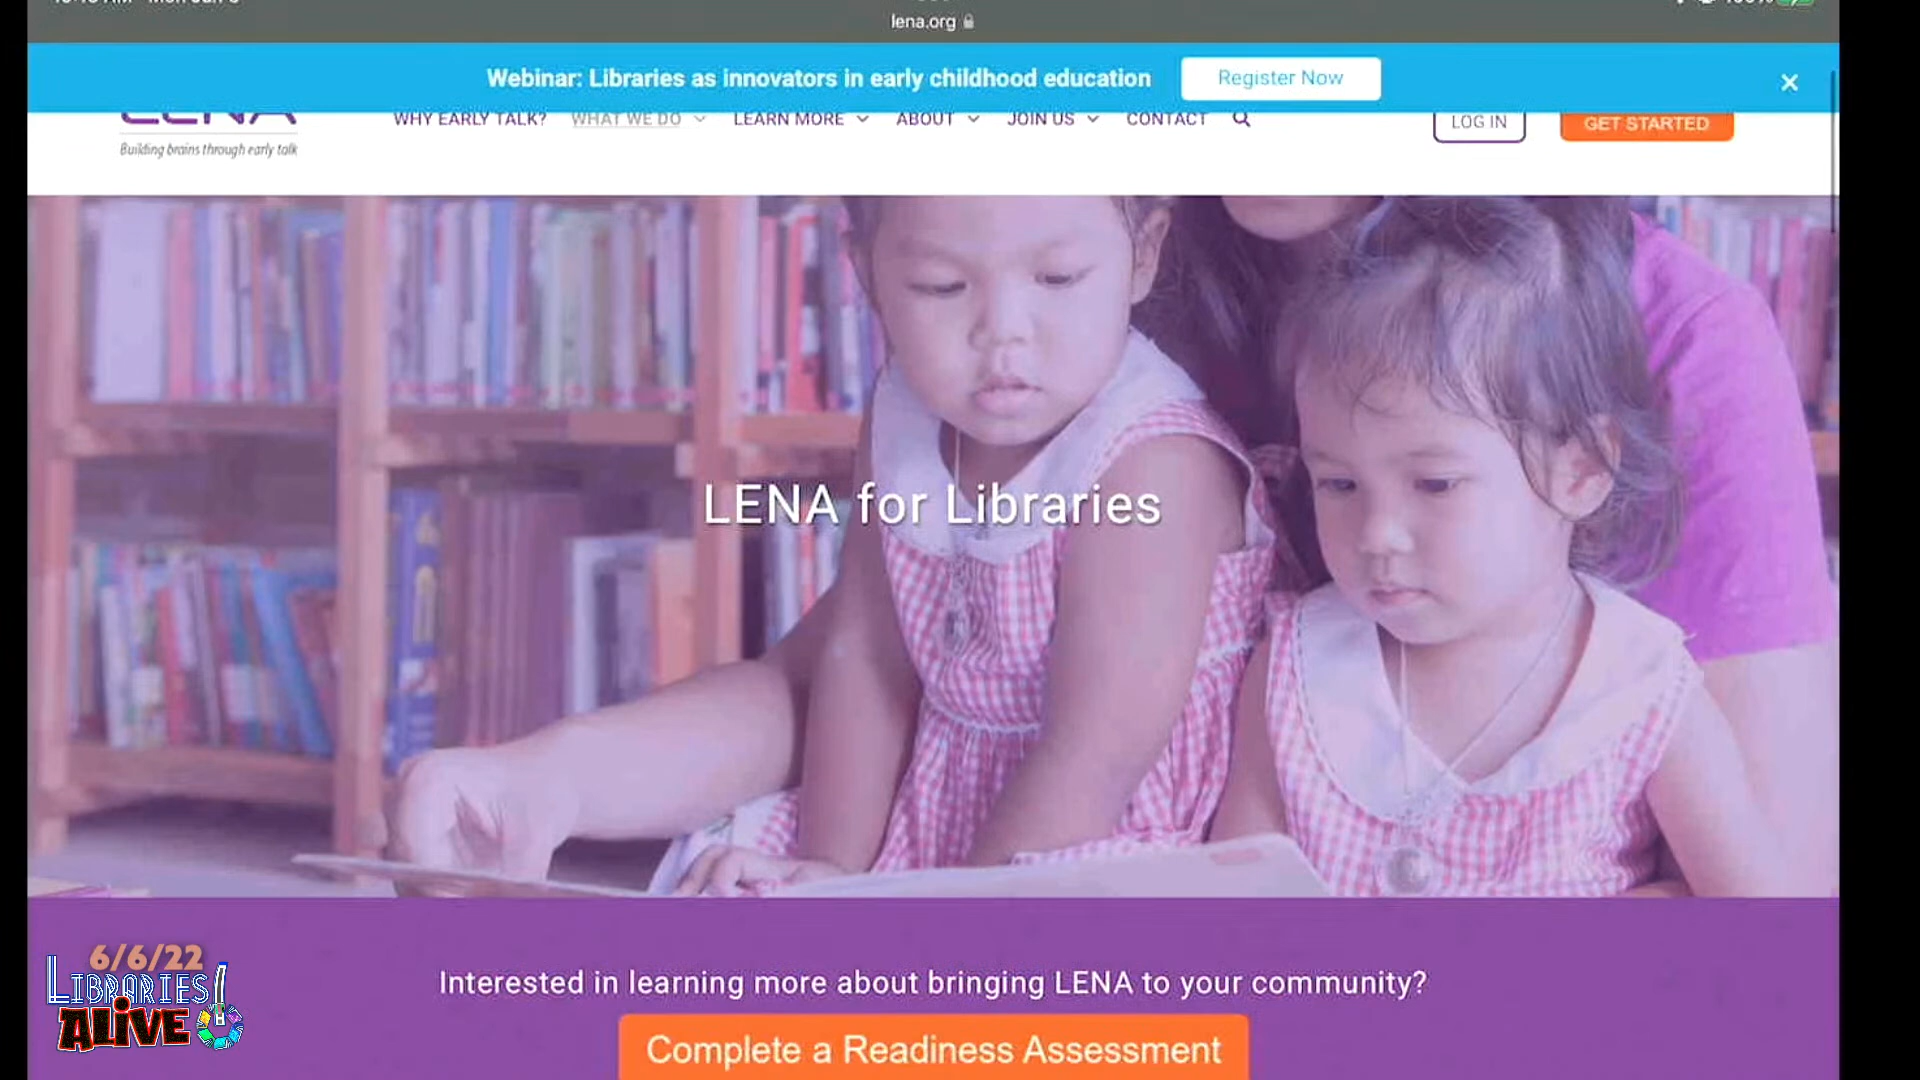 lena.org
Webinar: Libraries as innovators in early childhood education
Register Now
LENA
WHY EARLY TALK?
WHAT WE DO
LEARN MORE
ABOUT
JOIN US
CONTACT
LOG IN
GET STARTED
Building brains through early talk
LENA for Libraries
Interested in learning more about bringing LENA to your community?
Complete a Readiness Assessment
6/6/22
LIBRARIES
ALiVE